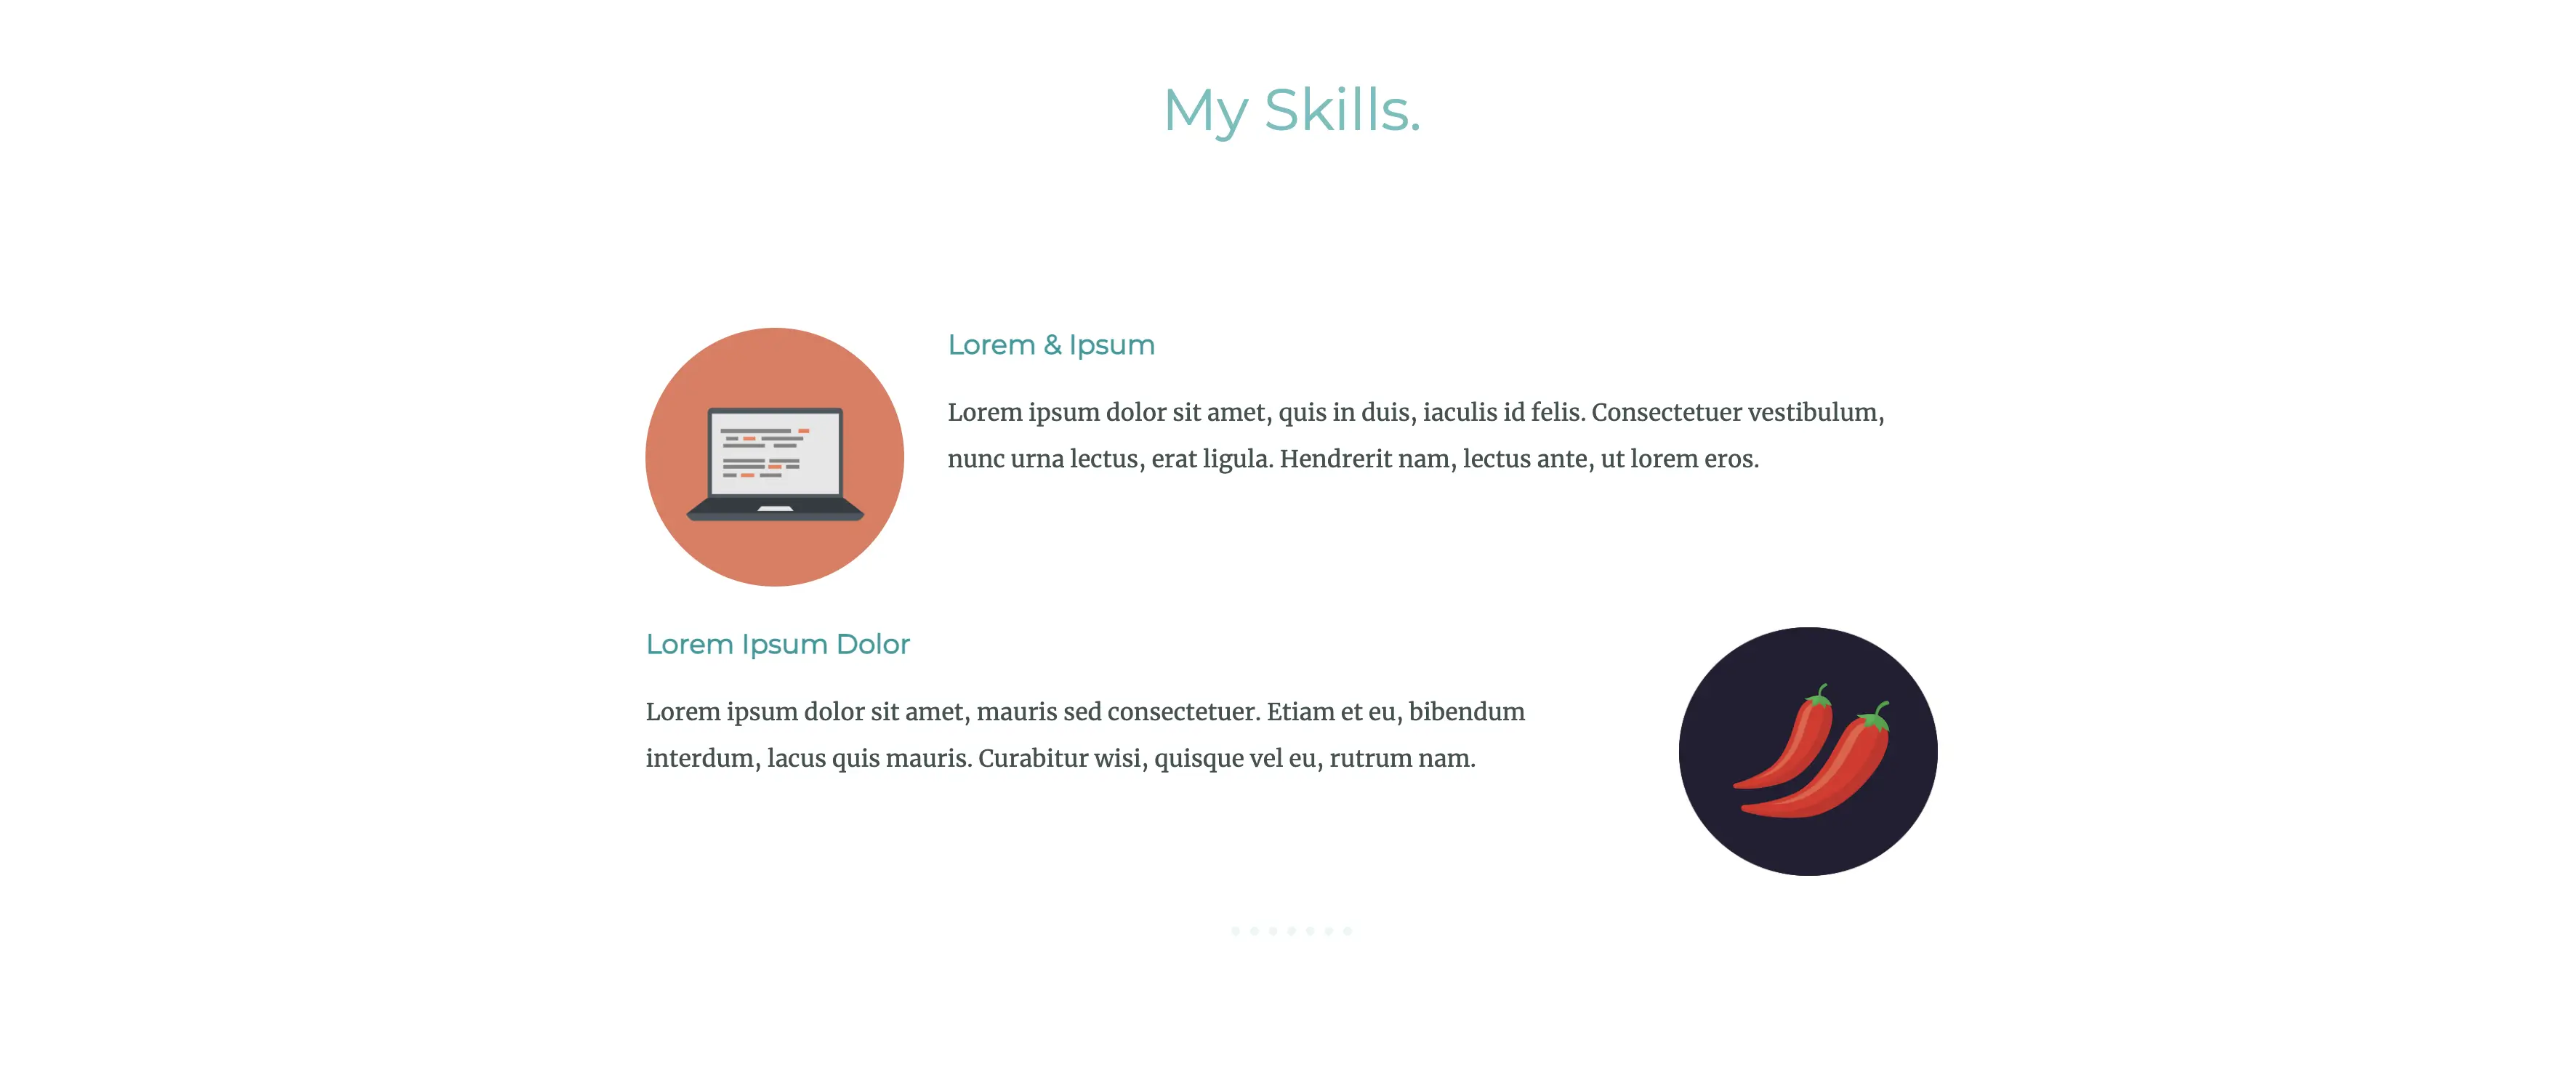 My Skills.
Lorem & Ipsum
Lorem ipsum dolor sit amet, quis in duis, iaculis id felis. Consectetuer vestibulum,
nunc urna lectus, erat ligula. Hendrerit nam, lectus ante, ut lorem eros.
Lorem Ipsum Dolor
Lorem ipsum dolor sit amet, mauris sed consectetuer. Etiam et eu, bibendum
interdum, lacus quis mauris. Curabitur wisi, quisque vel eu, rutrum nam.